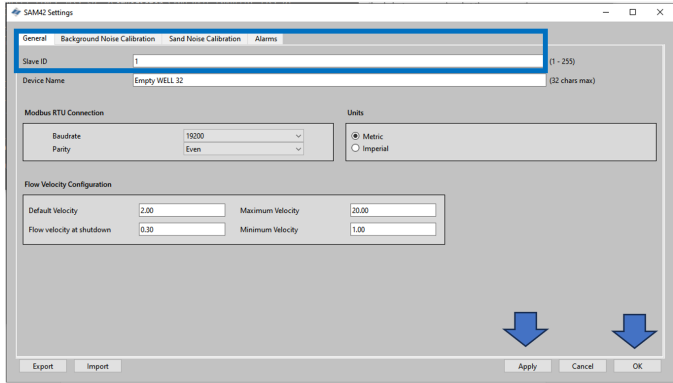 SAM42 Settings
General Background Noise Calibration Sand Noise Calibration Alarms
Slave ID 1 (1 - 255)
Device Name Empty WELL 32 (32 chars max)
Modbus RTU Connection Units
Baudrate 19200 Metric
Parity Even Imperial
Flow Velocity Configuration
Default Velocity 2.00 Maximum Velocity 20.00
Flow velocity at shutdown 0.30 Minimum Velocity 1.00
Export Import Apply Cancel OK